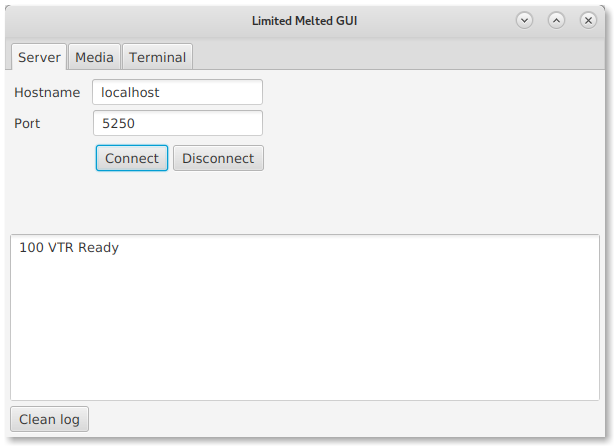 Limited Melted GUI
Server Media Terminal
Hostname localhost
Port 5250
Connect Disconnect
100 VTR Ready
Clean log